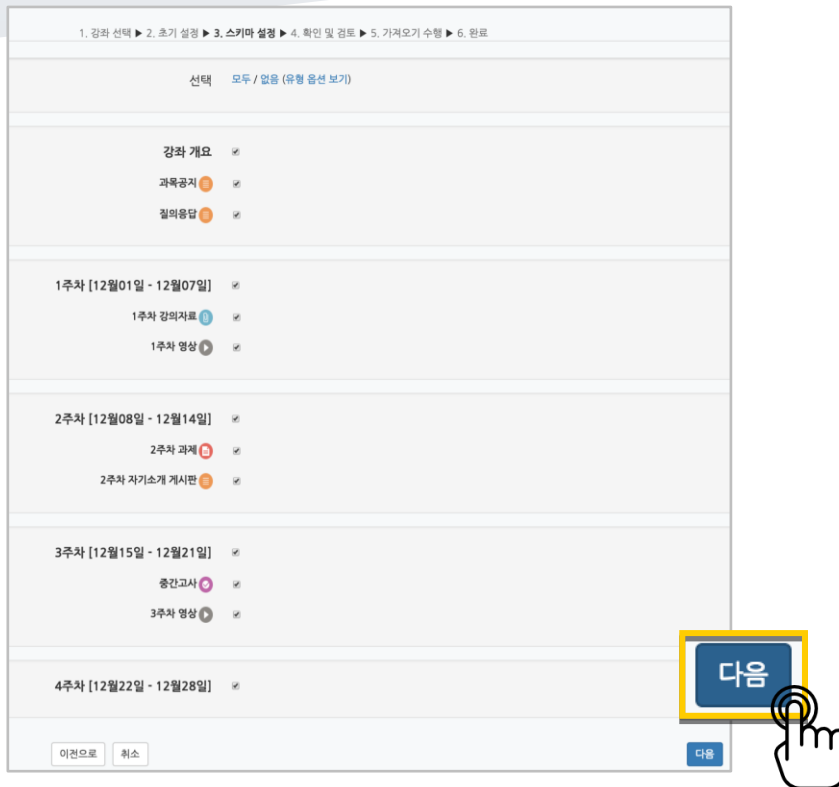 1. 강좌 선택 ▶ 2. 초기 설정 ▶ 3. 스키마 설정 ▶ 4. 확인 및 검토 ▶ 5. 가져오기 수행 ▶ 6. 완료
선택 모두 / 없음 (유형 옵션 보기)
강좌 개요
과목공지
질의응답
1주차 [12월01일 - 12월07일]
1주차 강의자료
1주차 영상
2주차 [12월08일 - 12월14일]
2주차 과제
2주차 자기소개 게시판
3주차 [12월15일 - 12월21일]
중간고사
3주차 영상
4주차 [12월22일 - 12월28일]
다음
이전으로 취소 다음